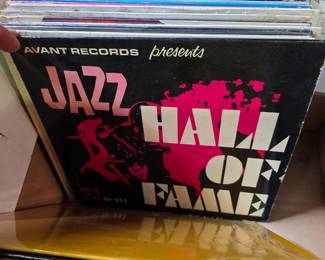 AVANT RECORDS presents
JAZZ
HALL
OF
FAME